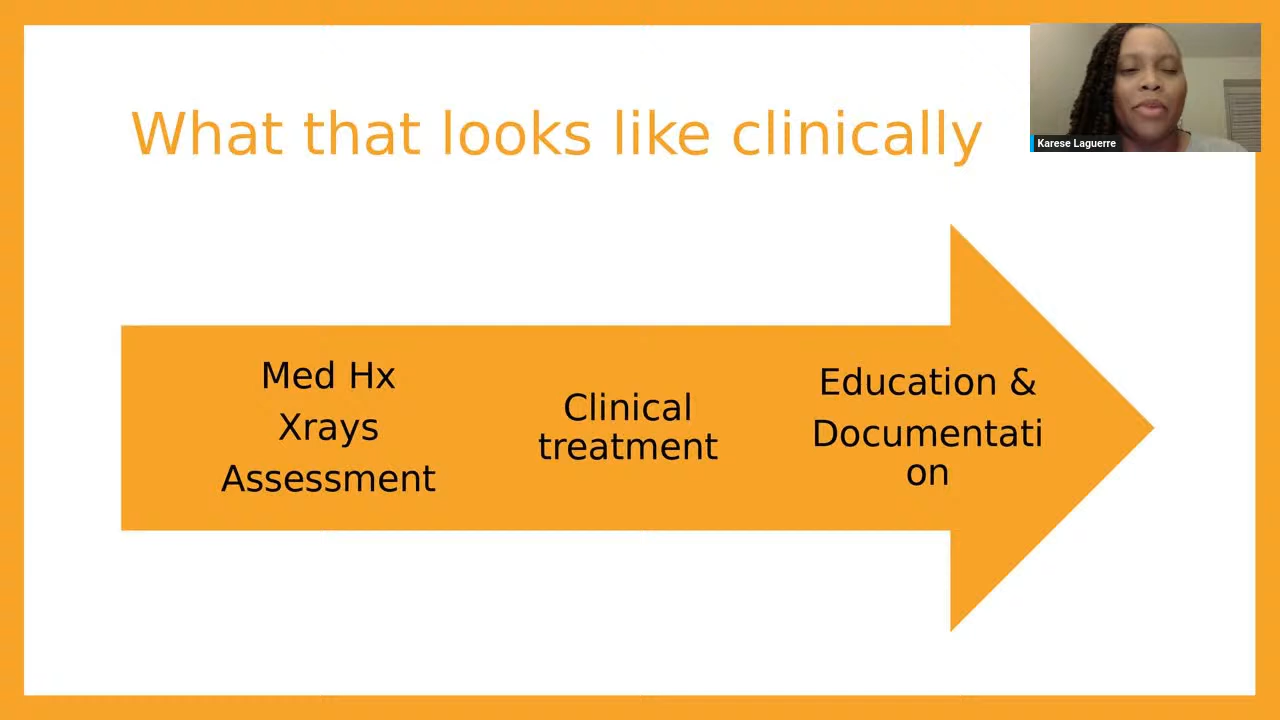 What that looks like clinically
Karese Laguerre
Med Hx
Xrays
Assessment
Clinical
treatment
Education &
Documentati
on